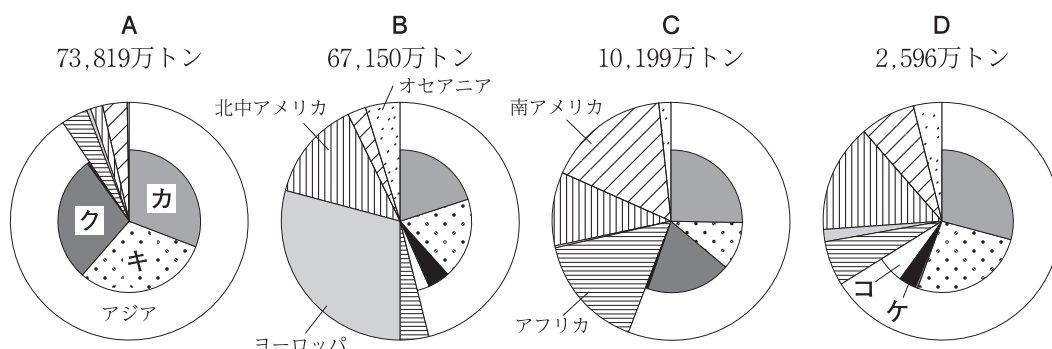 A
73,819万トン
B
67,150万トン
C
10,199万トン
D
2,596万トン
オセアニア
北中アメリカ
南アメリカ
カ
ク
キ
アジア
コ
ケ
アフリカ
ヨーロッパ